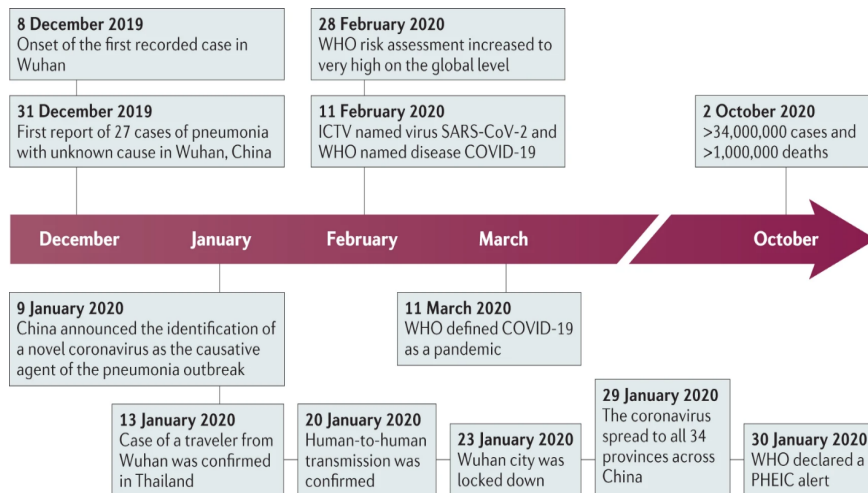 8 December 2019
Onset of the first recorded case in
Wuhan
31 December 2019
First report of 27 cases of pneumonia
with unknown cause in Wuhan, China
28 February 2020
WHO risk assessment increased to
very high on the global level
11 February 2020
ICTV named virus SARS-CoV-2 and
WHO named disease COVID-19
2 October 2020
>34,000,000 cases and
>1,000,000 deaths
December
January
February
March
October
9 January 2020
China announced the identification of
a novel coronavirus as the causative
agent of the pneumonia outbreak
11 March 2020
WHO defined COVID-19
as a pandemic
13 January 2020
Case of a traveler from
Wuhan was confirmed
in Thailand
20 January 2020
Human-to-human
transmission was
confirmed
23 January 2020
Wuhan city was
locked down
29 January 2020
The coronavirus
spread to all 34
provinces across
China
30 January 2020
WHO declared a
PHEIC alert